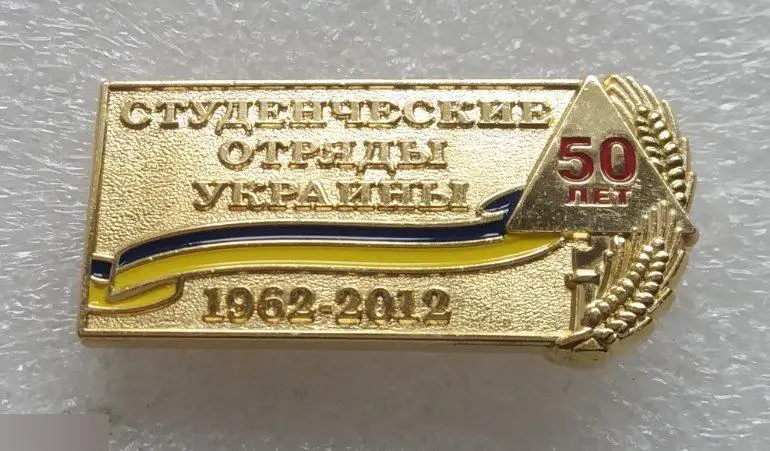 СТУДЕНЧЕСКИЕ
ОТРЯДЫ
УКРАИНЫ
50
ЛЕТ
1962-2012